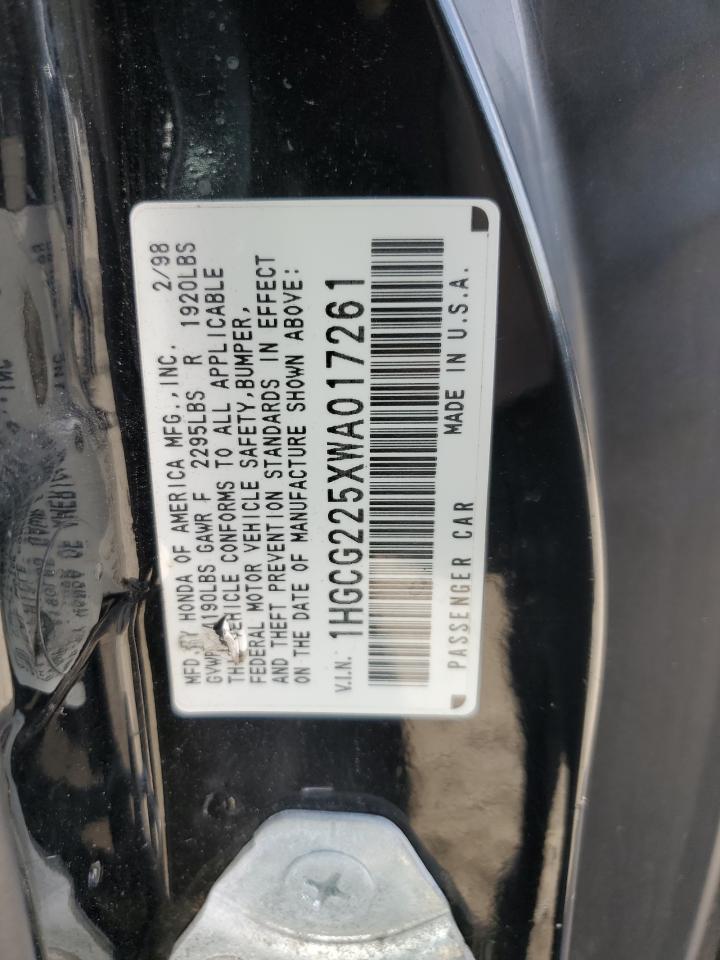 MFD BY HONDA OF AMERICA MFG.,INC. 2/98
4190LBS GAWR F 2295LBS R 1920LBS
VEHICLE CONFORMS TO ALL APPLICABLE
FEDERAL MOTOR VEHICLE SAFETY,BUMPER,
AND THEFT PREVENTION STANDARDS IN EFFECT
ON THE DATE OF MANUFACTURE SHOWN ABOVE:
V.I.N: 1HGCG225XWA017261
PASSENGER CAR MADE IN U.S.A.